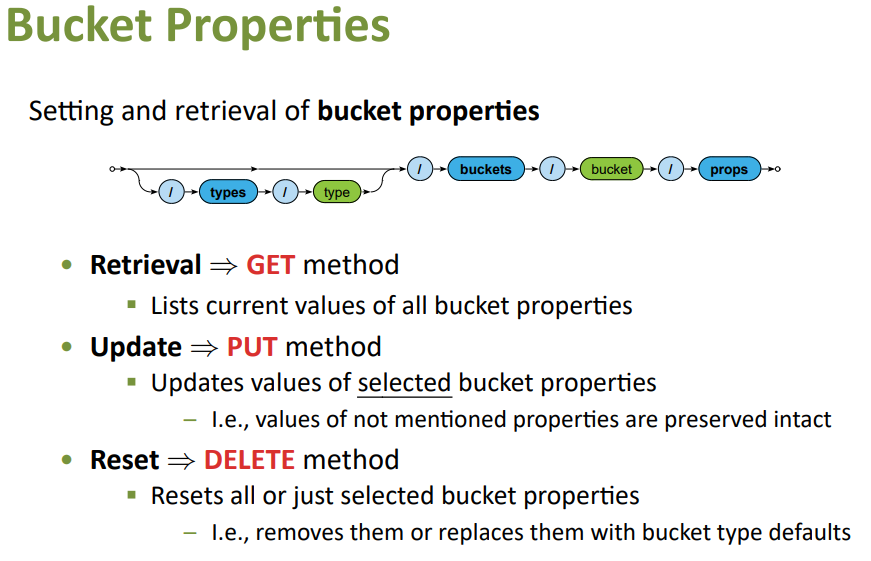 Bucket Properties
Setting and retrieval of bucket properties
/ buckets / bucket / props
/ types / type
• Retrieval ⇒ GET method
▪ Lists current values of all bucket properties
• Update ⇒ PUT method
▪ Updates values of selected bucket properties
– I.e., values of not mentioned properties are preserved intact
• Reset ⇒ DELETE method
▪ Resets all or just selected bucket properties
– I.e., removes them or replaces them with bucket type defaults